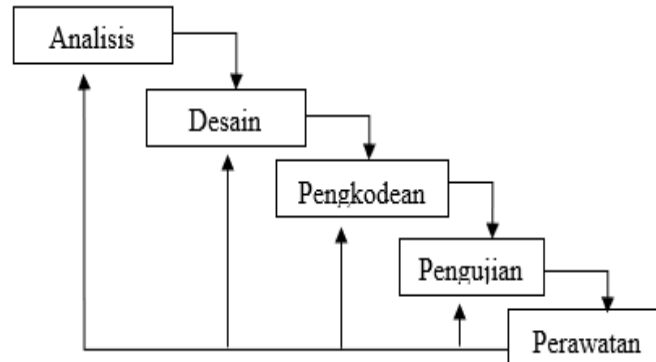 Analisis
Desain
Pengkodean
Pengujian
Perawatan